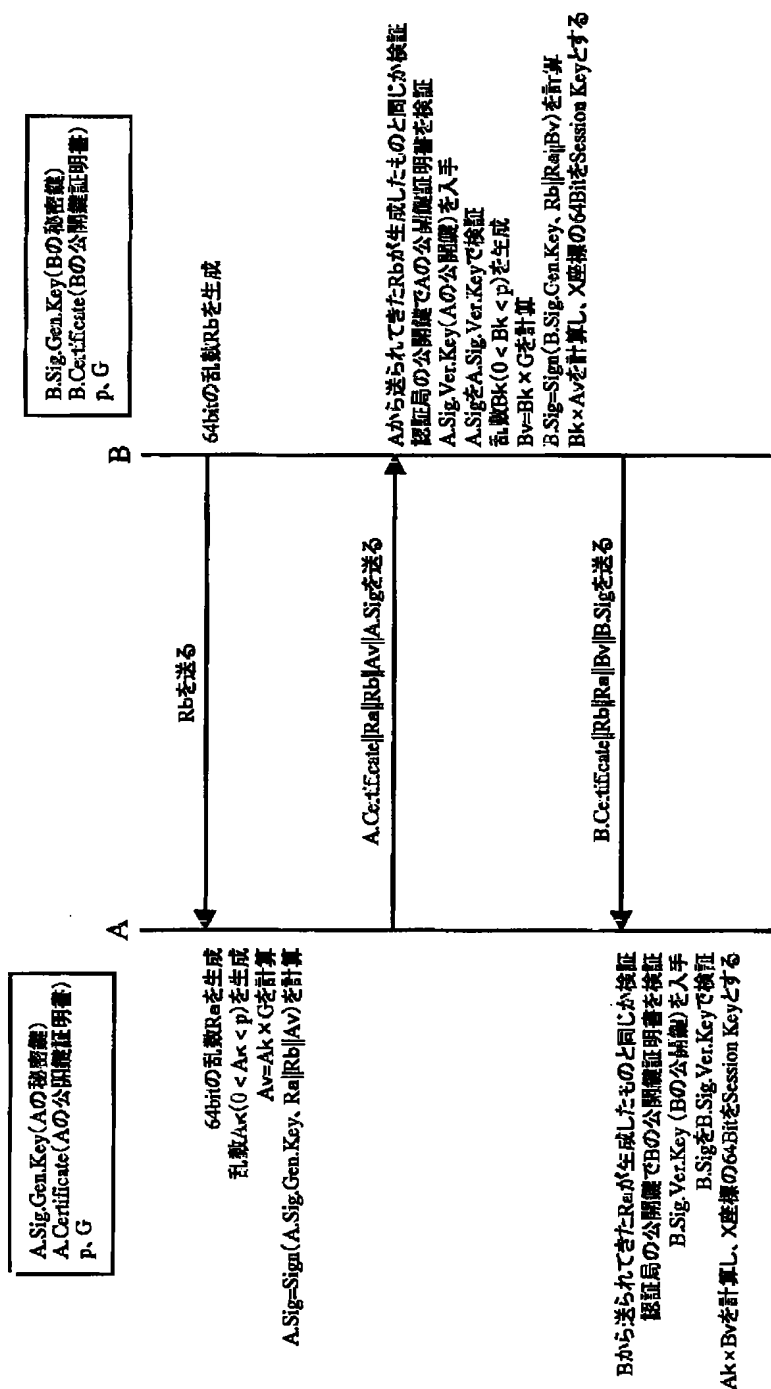 A
A.Sig.Gen.Key(Aの秘密鍵)
A.Certificate(Aの公開鍵証明書)
p、G
B
B.Sig.Gen.Key(Bの秘密鍵)
B.Certificate(Bの公開鍵証明書)
p、G
64bitの乱数Rbを生成
Rbを送る
64bitの乱数Raを生成
乱数Ak(0 < Ak < p)を生成
Av=Ak×Gを計算
A.Sig=Sign(A.Sig.Gen.Key、Ra||Rb||Av)を計算
A.Certificate||Ra||Rb||Av||A.Sigを送る
Aから送られてきたRbが生成したものと同じか検証
認証局の公開鍵でAの公開鍵証明書を検証
A.Sig.Ver.Key(Aの公開鍵)を入手
A.SigをA.Sig.Ver.Keyで検証
乱数Bk(0 < Bk < p)を生成
Bv=Bk×Gを計算
B.Sig=Sign(B.Sig.Gen.Key、Rb||Ra||Bv)を計算
Bk×Avを計算し、X座標の64BitをSession Keyとする
B.Certificate||Rb||Ra||Bv||B.Sigを送る
Bから送られてきたRaが生成したものと同じか検証
認証局の公開鍵でBの公開鍵証明書を検証
B.Sig.Ver.Key (Bの公開鍵)を入手
B.SigをB.Sig.Ver.Keyで検証
Ak×Bvを計算し、X座標の64BitをSession Keyとする